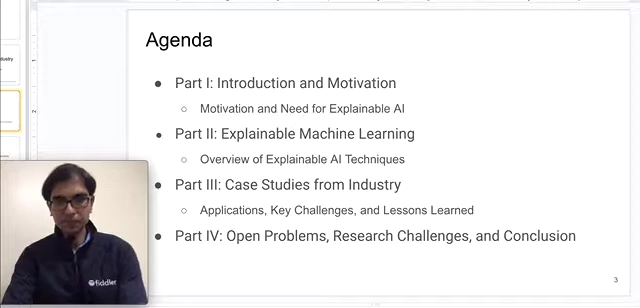 Agenda
● Part I: Introduction and Motivation
○ Motivation and Need for Explainable AI
● Part II: Explainable Machine Learning
○ Overview of Explainable AI Techniques
● Part III: Case Studies from Industry
○ Applications, Key Challenges, and Lessons Learned
● Part IV: Open Problems, Research Challenges, and Conclusion
3
fiddler